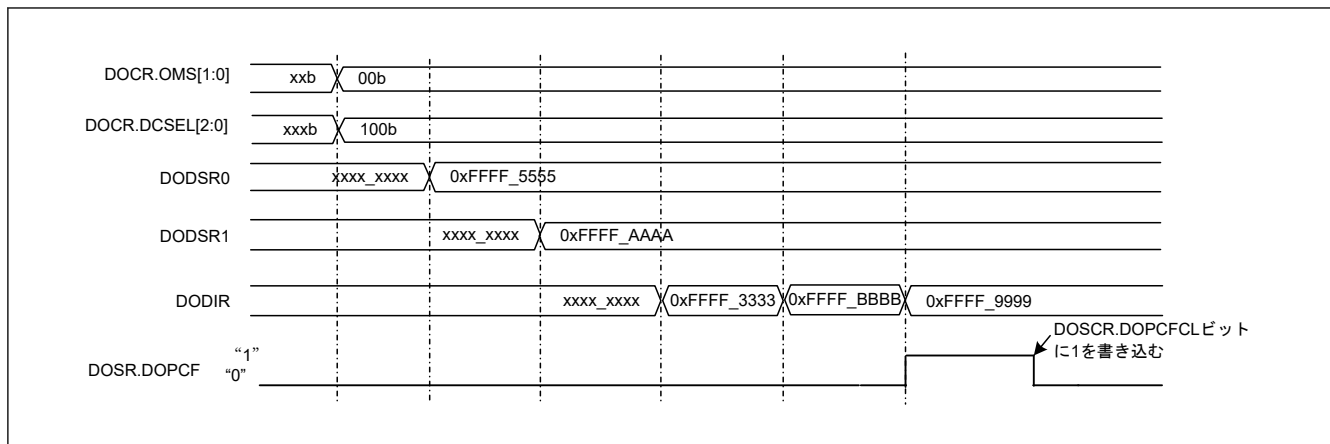 DOCR.OMS[1:0] xxb 00b
DOCR.DCSEL[2:0] xxxb 100b
DODSR0 xxxx_xxxx 0xFFFF_5555
DODSR1 xxxx_xxxx 0xFFFF_AAAA
DODIR xxxx_xxxx 0xFFFF_3333 0xFFFF_BBBB 0xFFFF_9999
DOSCR.DOPCFCLビット
に1を書き込む
“1”
DOSR.DOPCF “0”